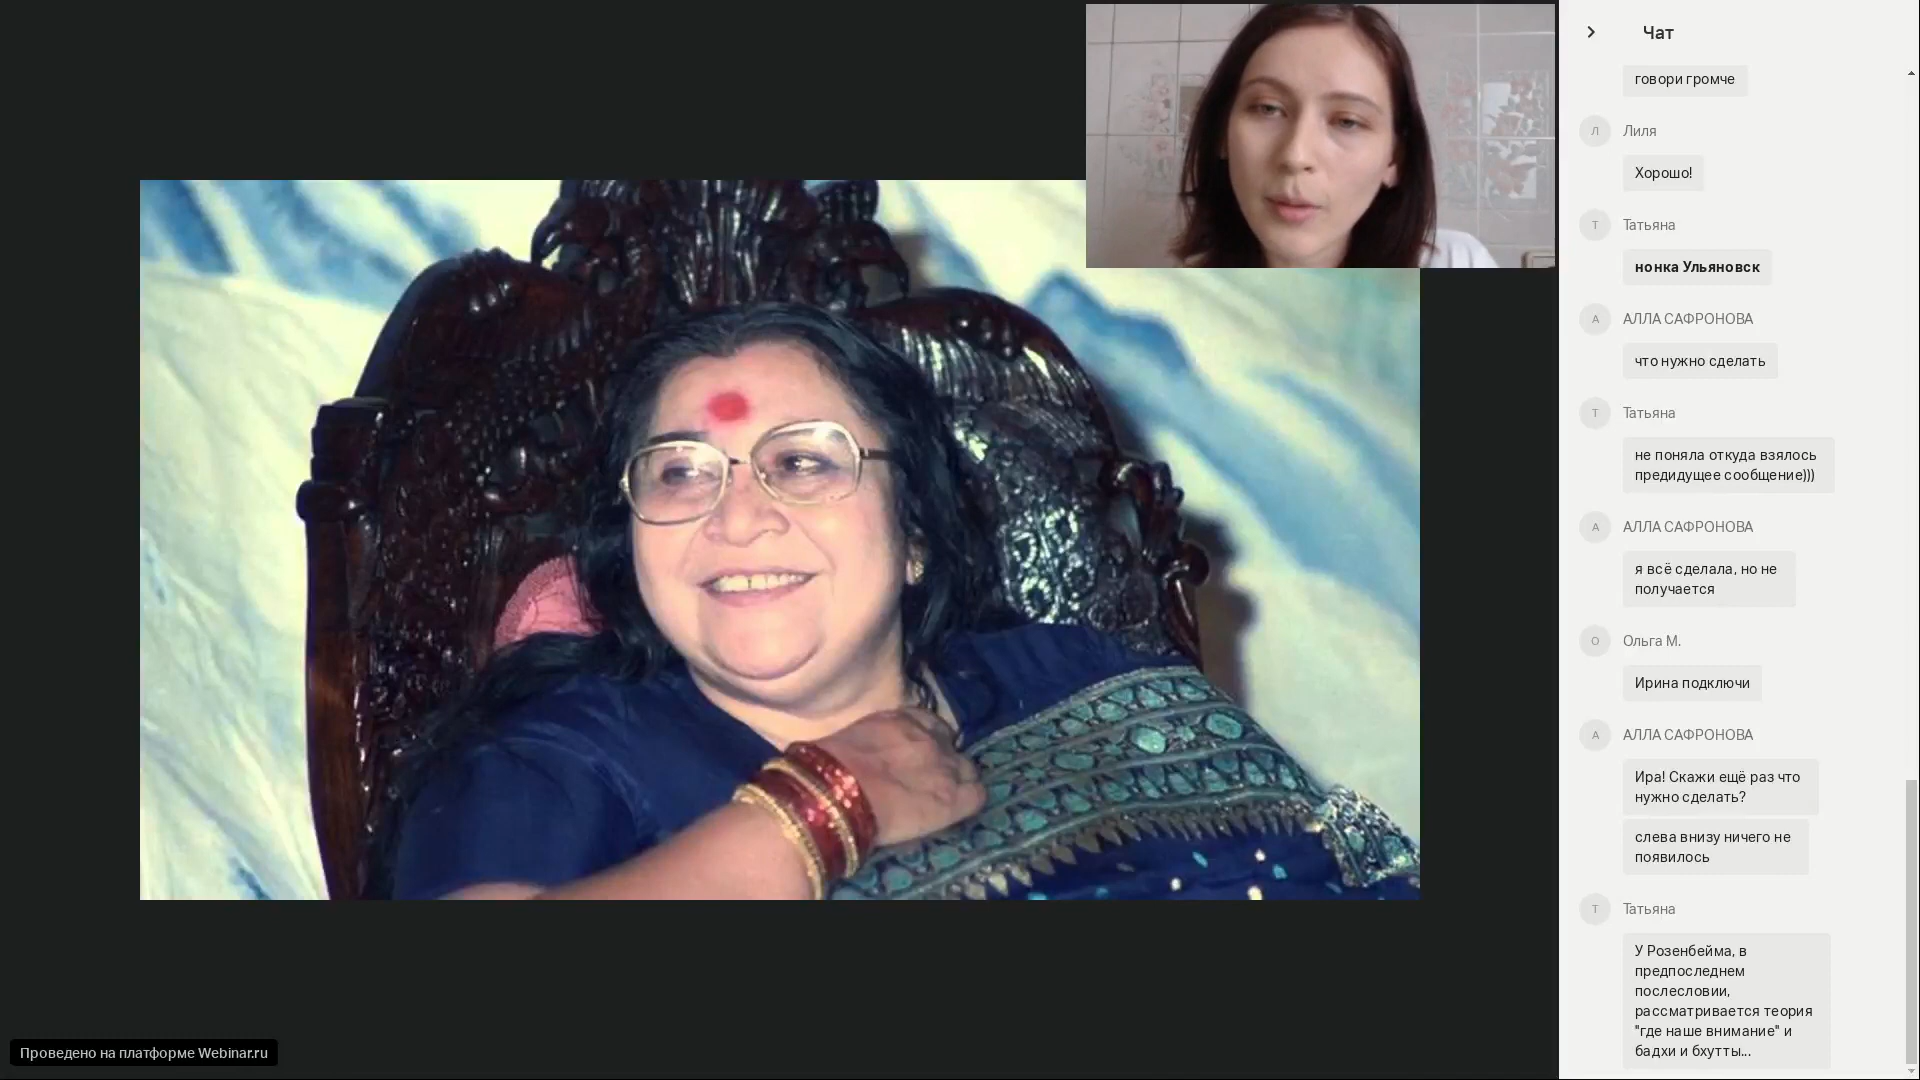 Чат
говори громче
Л
Лиля
Хорошо!
Т
Татьяна
нонка Ульяновск
А
АЛЛА САФРОНОВА
что нужно сделать
Т
Татьяна
не поняла откуда взялось
предидущее сообщение)))
А
АЛЛА САФРОНОВА
я всё сделала, но не
получается
О
Ольга М.
Ирина подключи
А
АЛЛА САФРОНОВА
Ира! Скажи ещё раз что
нужно сделать?
слева внизу ничего не
появилось
Т
Татьяна
У Розенбейма, в
предпоследнем
послесловии,
рассматривается теория
"где наше внимание" и
бадхи и бхутты...
Проведено на платформе Webinar.ru